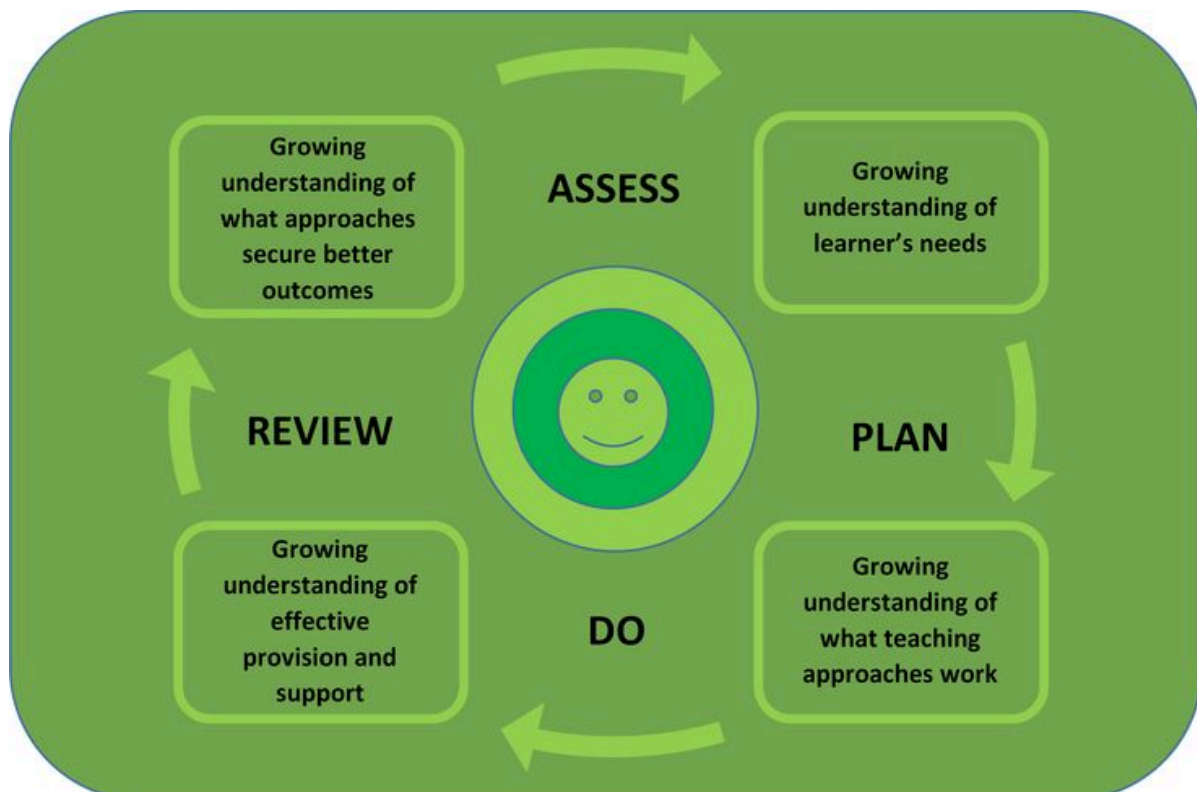 Growing
understanding of
what approaches
secure better
outcomes
ASSESS
Growing
understanding of
learner’s needs
REVIEW
PLAN
Growing
understanding of
effective
provision and
support
DO
Growing
understanding of
what teaching
approaches work